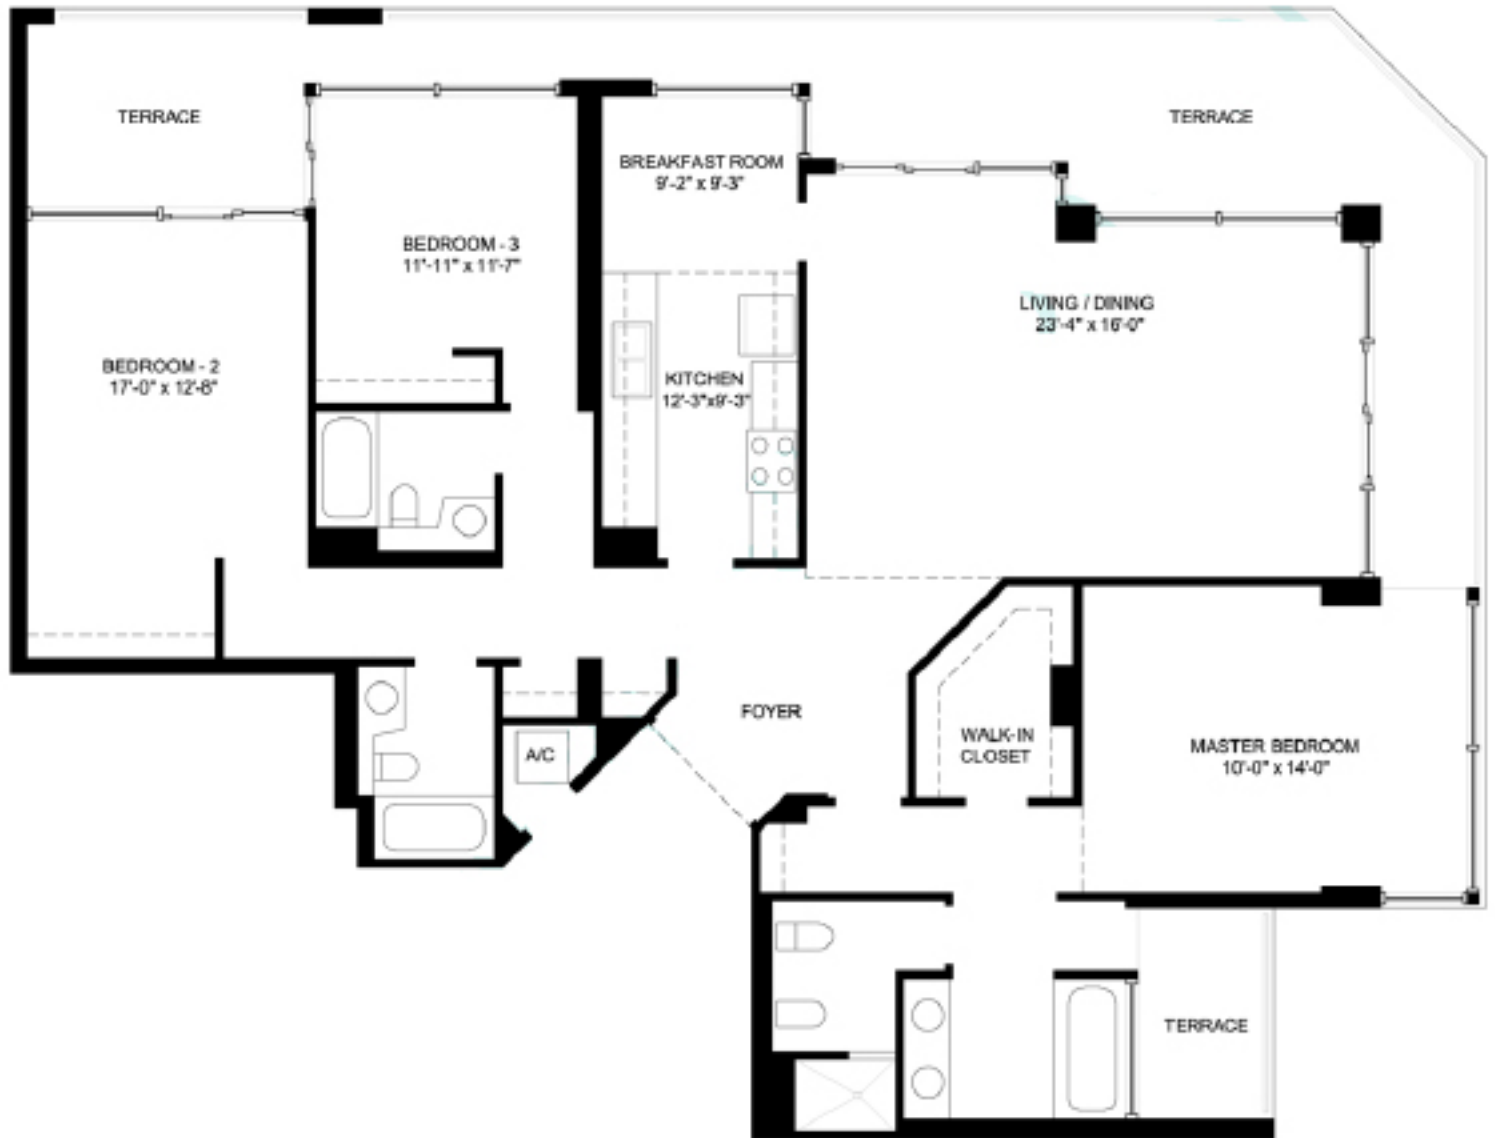 TERRACE
TERRACE
BREAKFAST ROOM
9'-2" x 9'-3"
BEDROOM - 3
11'-11" x 11'-7"
LIVING / DINING
23'-4" x 16'-0"
BEDROOM - 2
17'-0" x 12'-6"
KITCHEN
12'-3"x9'-3"
FOYER
WALK-IN
CLOSET
A/C
MASTER BEDROOM
10'-0" x 14'-0"
TERRACE